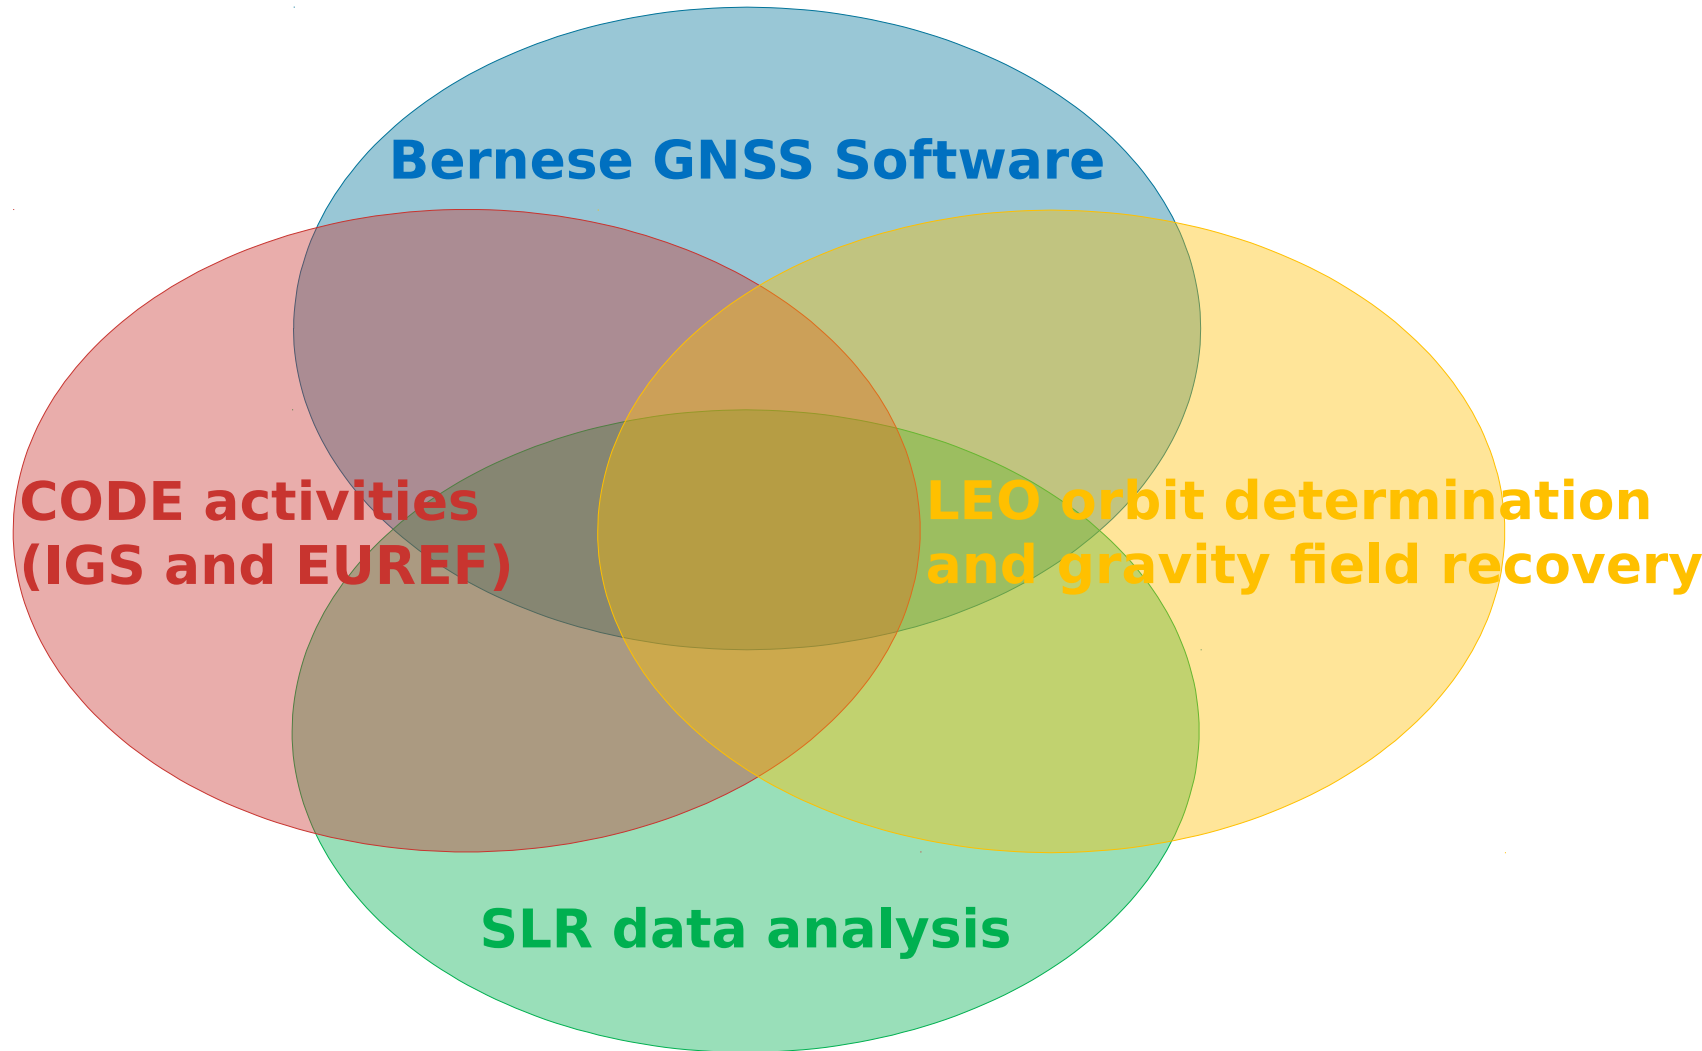 Bernese GNSS Software
CODE activities
(IGS and EUREF)
LEO orbit determination
and gravity field recovery
SLR data analysis